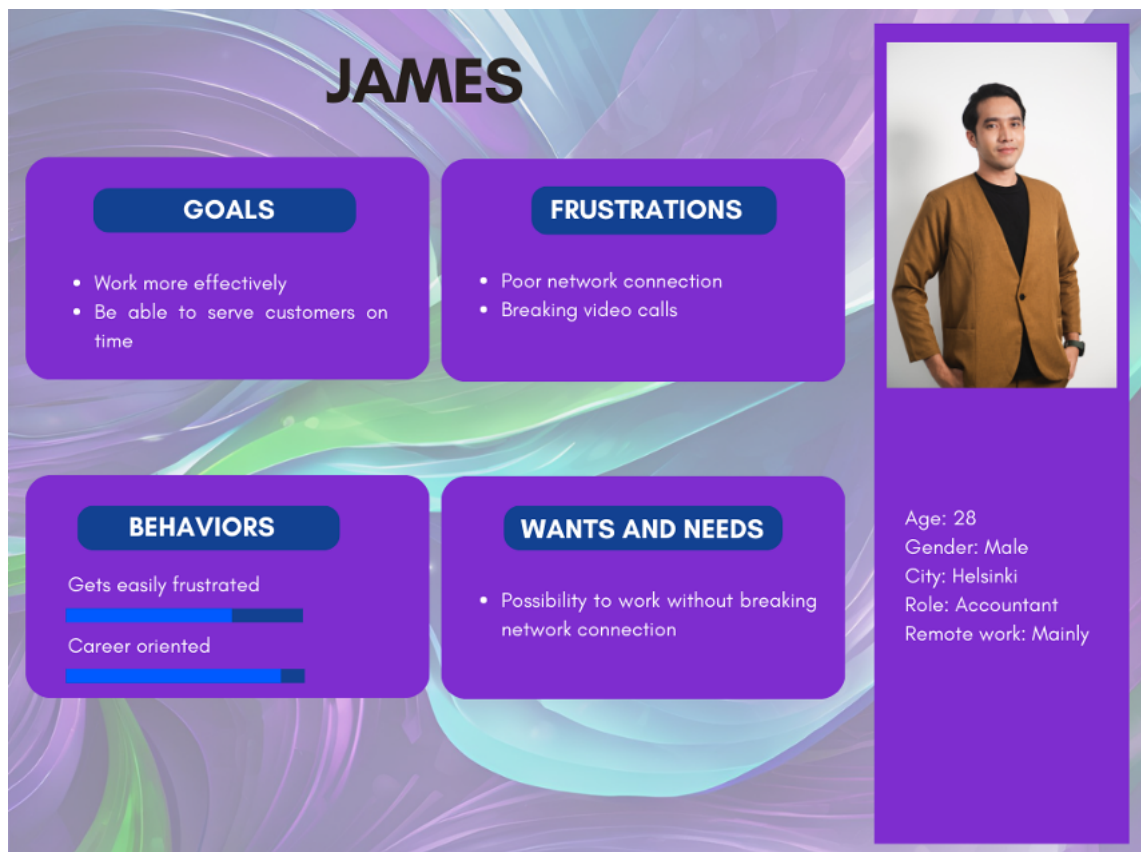 JAMES
GOALS
• Work more effectively
• Be able to serve customers on
time
FRUSTRATIONS
• Poor network connection
• Breaking video calls
BEHAVIORS
Gets easily frustrated
Career oriented
WANTS AND NEEDS
• Possibility to work without breaking
network connection
Age: 28
Gender: Male
City: Helsinki
Role: Accountant
Remote work: Mainly